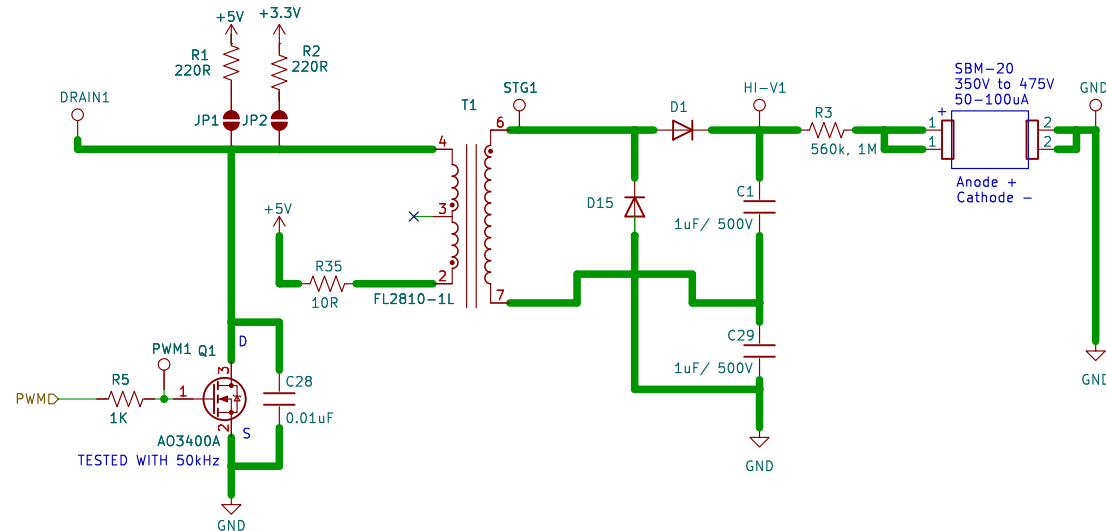 +5V
+3.3V
R1
220R
R2
220R
DRAIN1
JP1
JP2
T1
STG1
D1
HI-V1
R3
560k, 1M
SBM-20
350V to 475V
50-100uA
GND
+
1
1
2
2
Anode +
Cathode -
4
3
2
6
7
FL2810-1L
D15
C1
1uF/ 500V
+5V
R35
10R
C29
1uF/ 500V
GND
GND
PWM1
Q1
D
3
PWM
R5
1K
1
2
S
C28
0.01uF
AO3400A
TESTED WITH 50kHz
GND